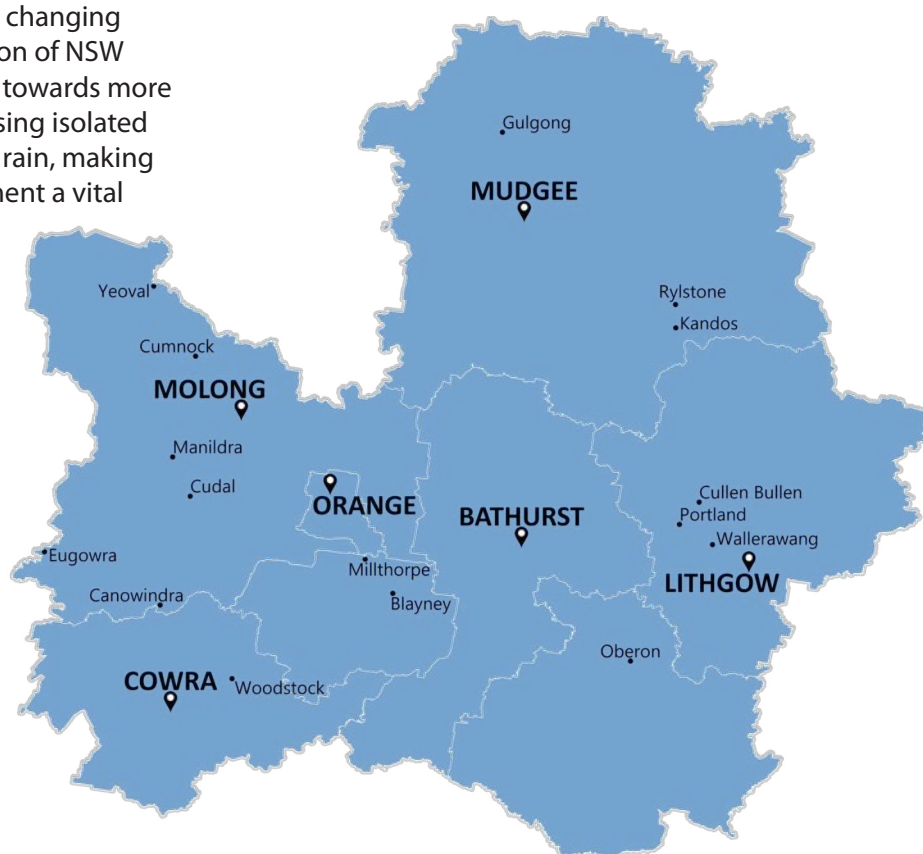 changing
on of NSW
towards more
sing isolated
rain, making
nent a vital
Gulgong
MUDGEE
Yeoval
Rylstone
Kandos
Cumnock
MOLONG
Manildra
Cudal
ORANGE
Cullen Bullen
Portland
BATHURST
Wallerawang
Eugowra
Millthorpe
LITHGOW
Canowindra
Blayney
Oberon
COWRA
Woodstock